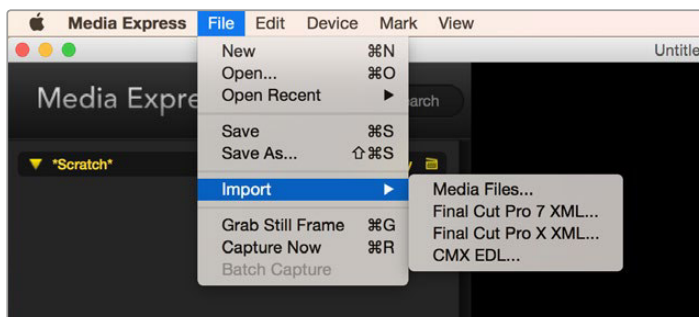 Media Express File Edit Device Mark View
Untitle
Media Expre
arch
*Scratch*
New ⌘N
Open... ⌘O
Open Recent ▶
Save ⌘S
Save As... ⇧⌘S
Import ▶
Grab Still Frame ⌘G
Capture Now ⌘R
Batch Capture
Media Files...
Final Cut Pro 7 XML...
Final Cut Pro X XML...
CMX EDL...